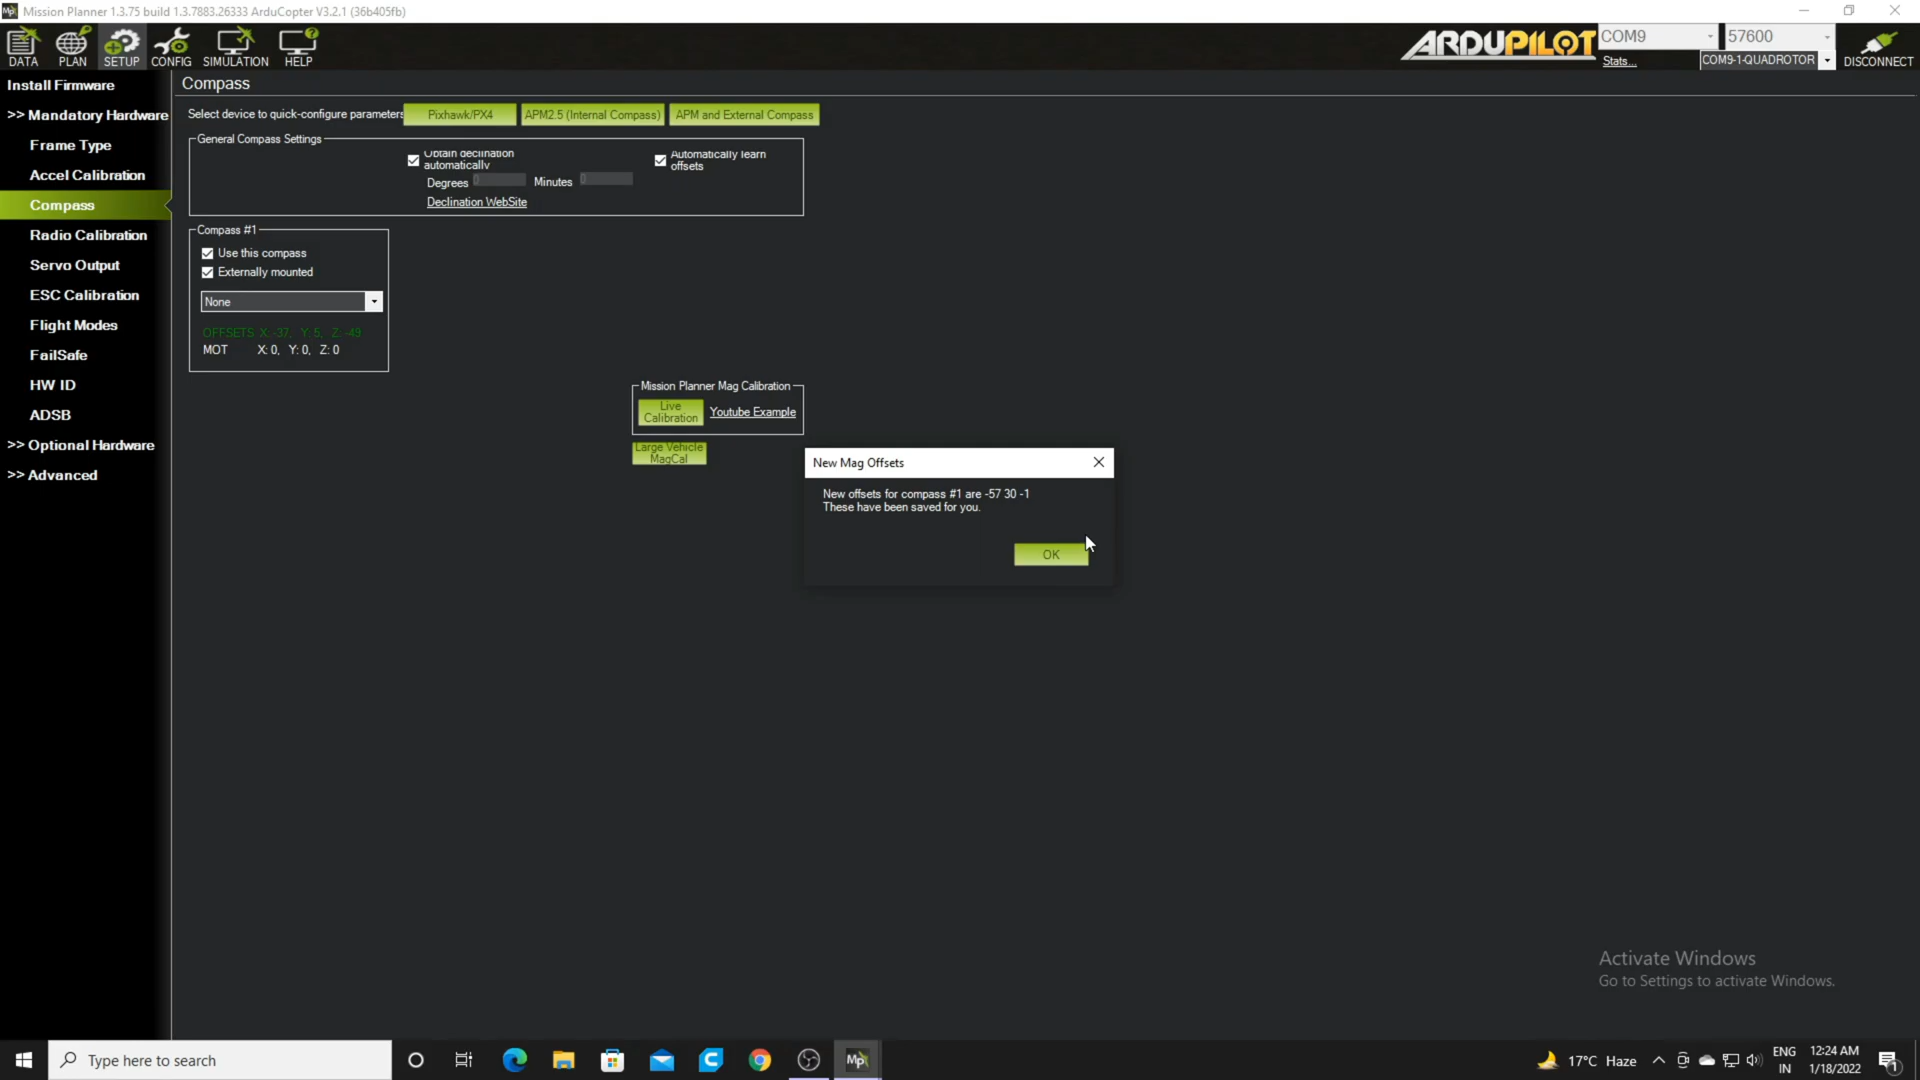 Mission Planner 1.3.75 build 1.3.7883.26333 ArduCopter V3.2.1 (36b405fb)
DATA
PLAN
SETUP
CONFIG
SIMULATION
HELP
ARDUPILOT
COM9
57600
Stats...
COM9-1-QUADROTOR
DISCONNECT
Install Firmware
>> Mandatory Hardware
Frame Type
Accel Calibration
Compass
Radio Calibration
Servo Output
ESC Calibration
Flight Modes
FailSafe
HW ID
ADSB
>> Optional Hardware
>> Advanced
Compass
Select device to quick-configure parameters
Pixhawk/PX4
APM2.5 (Internal Compass)
APM and External Compass
General Compass Settings
Obtain declination
automatically
Automatically learn
offsets
Degrees 0
Minutes 0
Declination WebSite
Compass #1
Use this compass
Externally mounted
None
OFFSETS X: -37, Y: 5, Z: -49
MOT X: 0, Y: 0, Z: 0
Mission Planner Mag Calibration
Live
Calibration
Youtube Example
Large Vehicle
MagCal
New Mag Offsets
New offsets for compass #1 are -57 30 -1
These have been saved for you.
OK
Activate Windows
Go to Settings to activate Windows.
Type here to search
Mp
17°C Haze
ENG
IN
12:24 AM
1/18/2022
1